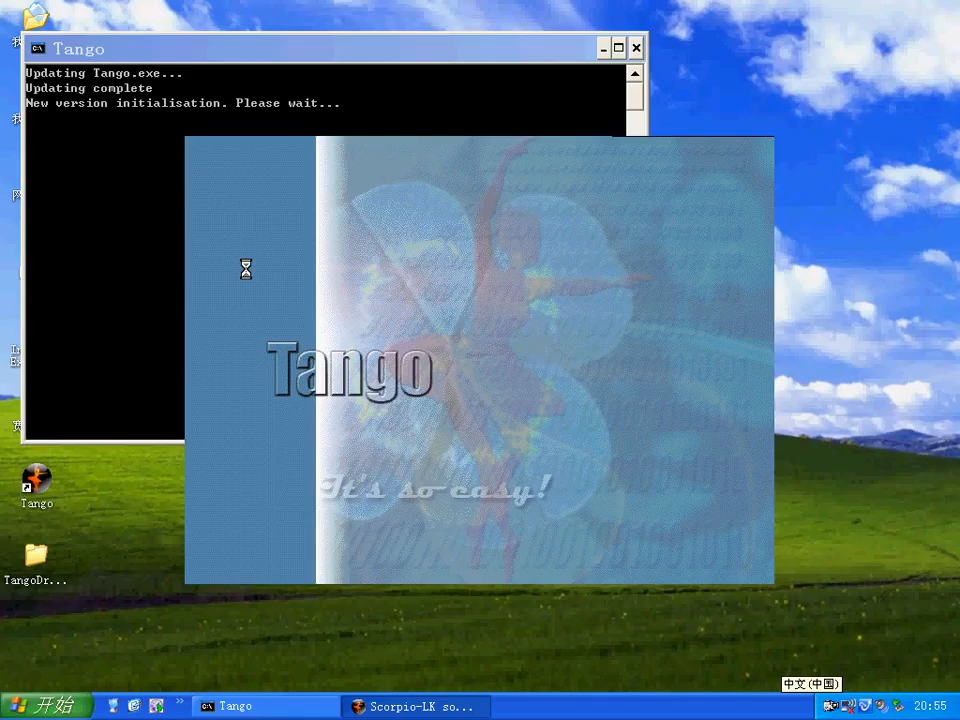 Tango
Updating Tango.exe...
Updating complete
New version initialisation. Please wait...
Tango
It's so easy!
Tango
TangoDr...
中文(中国)
开始
Tango
Scorpio-LK so...
20:55